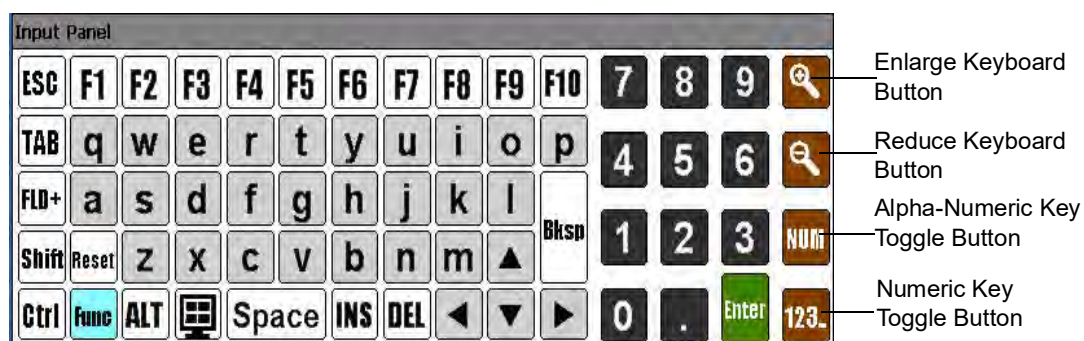 Input Panel
ESC F1 F2 F3 F4 F5 F6 F7 F8 F9 F10 7 8 9
Enlarge Keyboard
Button
TAB q w e r t y u i o p 4 5 6
Reduce Keyboard
Button
FLD+ a s d f g h j k l Bksp
Alpha-Numeric Key
Toggle Button
Shift Reset z x c v b n m ▲ 1 2 3 NUM
Ctrl Func ALT Space INS DEL ◀ ▼ ▶ 0 . Enter 123...
Numeric Key
Toggle Button